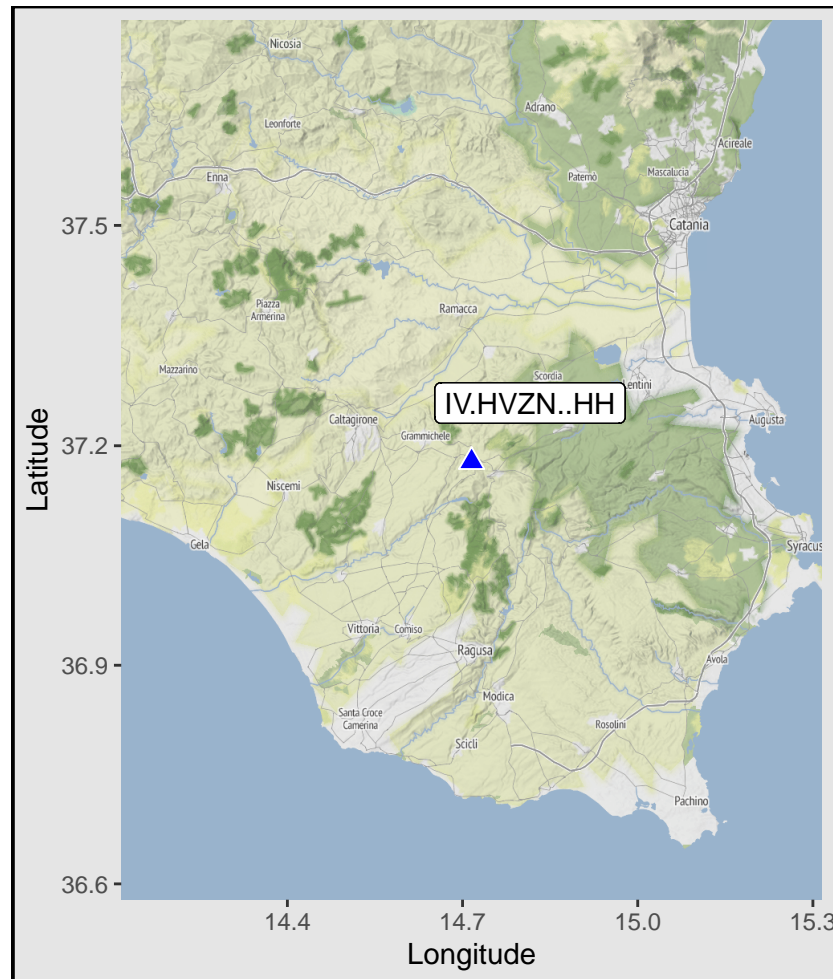 Nicosia
Adrano
Leonforte
Acireale
Mascalucia
Enna
Paternò
37.5
Catania
Piazza
Armerina
Ramacca
Mazzarino
Scordia
Lentini
IV.HVZN..HH
Caltagirone
Augusta
Grammichele
37.2
Latitude
Niscemi
Gela
Syracus
Vittoria
Comiso
Ragusa
36.9
Avola
Modica
Santa Croce
Camerina
Rosolini
Scicli
Pachino
36.6
14.4
14.7
15.0
15.3
Longitude